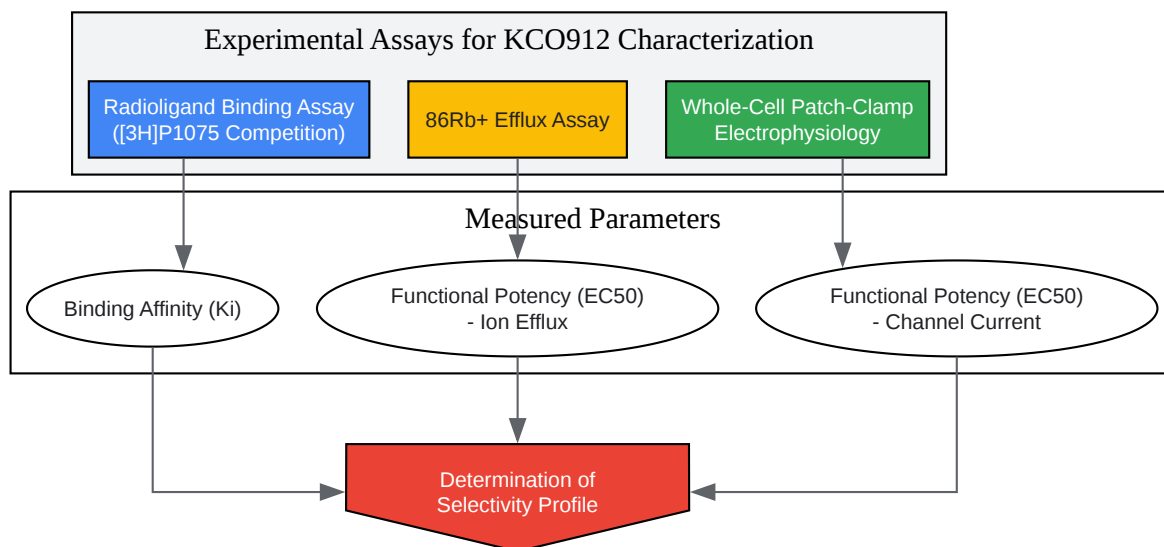 Experimental Assays for KCO912 Characterization
Radioligand Binding Assay
([3H]P1075 Competition)
86Rb+ Efflux Assay
Whole-Cell Patch-Clamp
Electrophysiology
Measured Parameters
Binding Affinity (Ki)
Functional Potency (EC50)
- Ion Efflux
Functional Potency (EC50)
- Channel Current
Determination of
Selectivity Profile